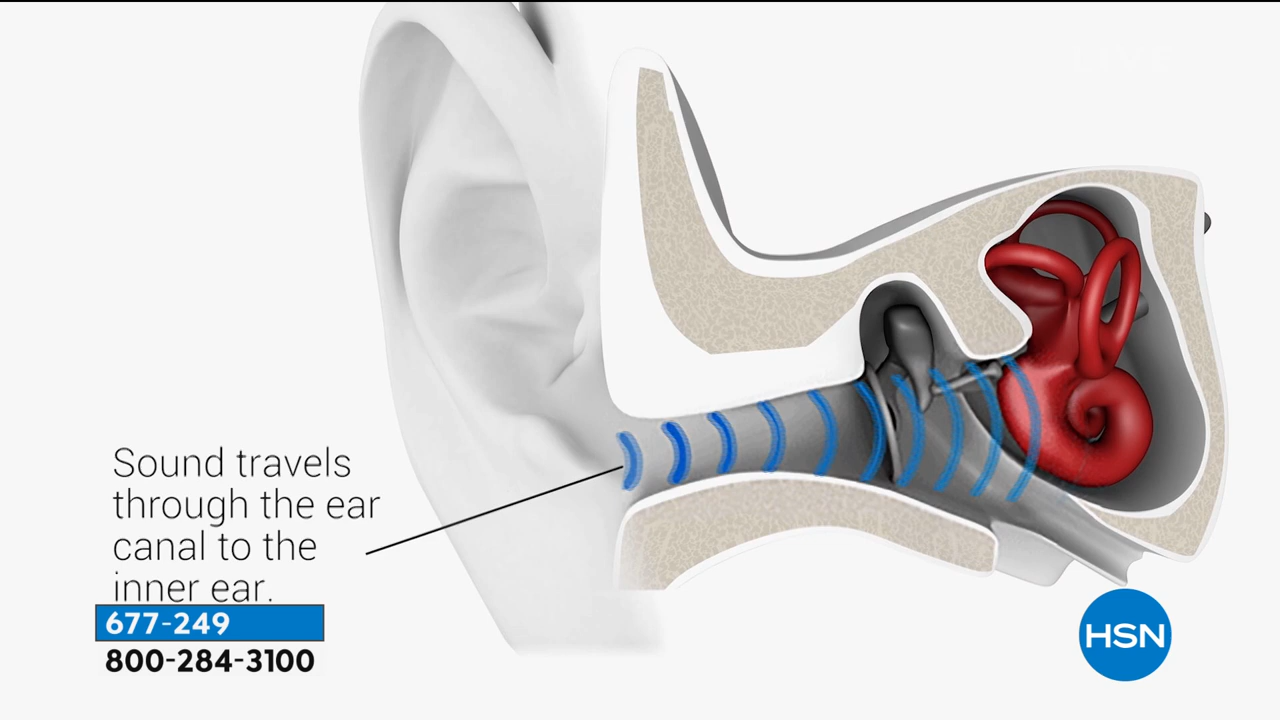 Sound travels
through the ear
canal to the
inner ear.
677-249
800-284-3100
HSN